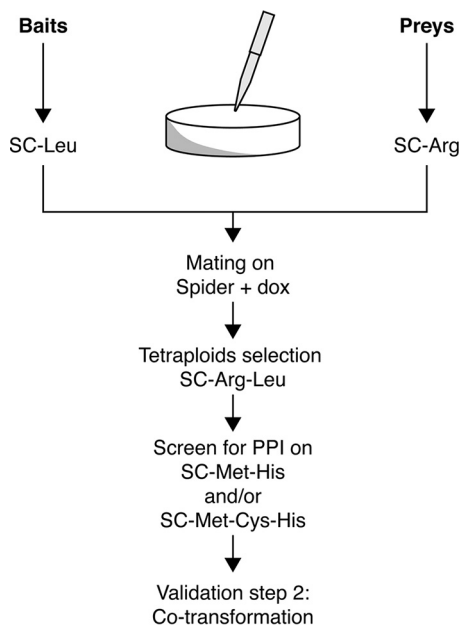 Baits
Preys
SC-Leu
SC-Arg
Mating on
Spider + dox
Tetraploids selection
SC-Arg-Leu
Screen for PPI on
SC-Met-His
and/or
SC-Met-Cys-His
Validation step 2:
Co-transformation